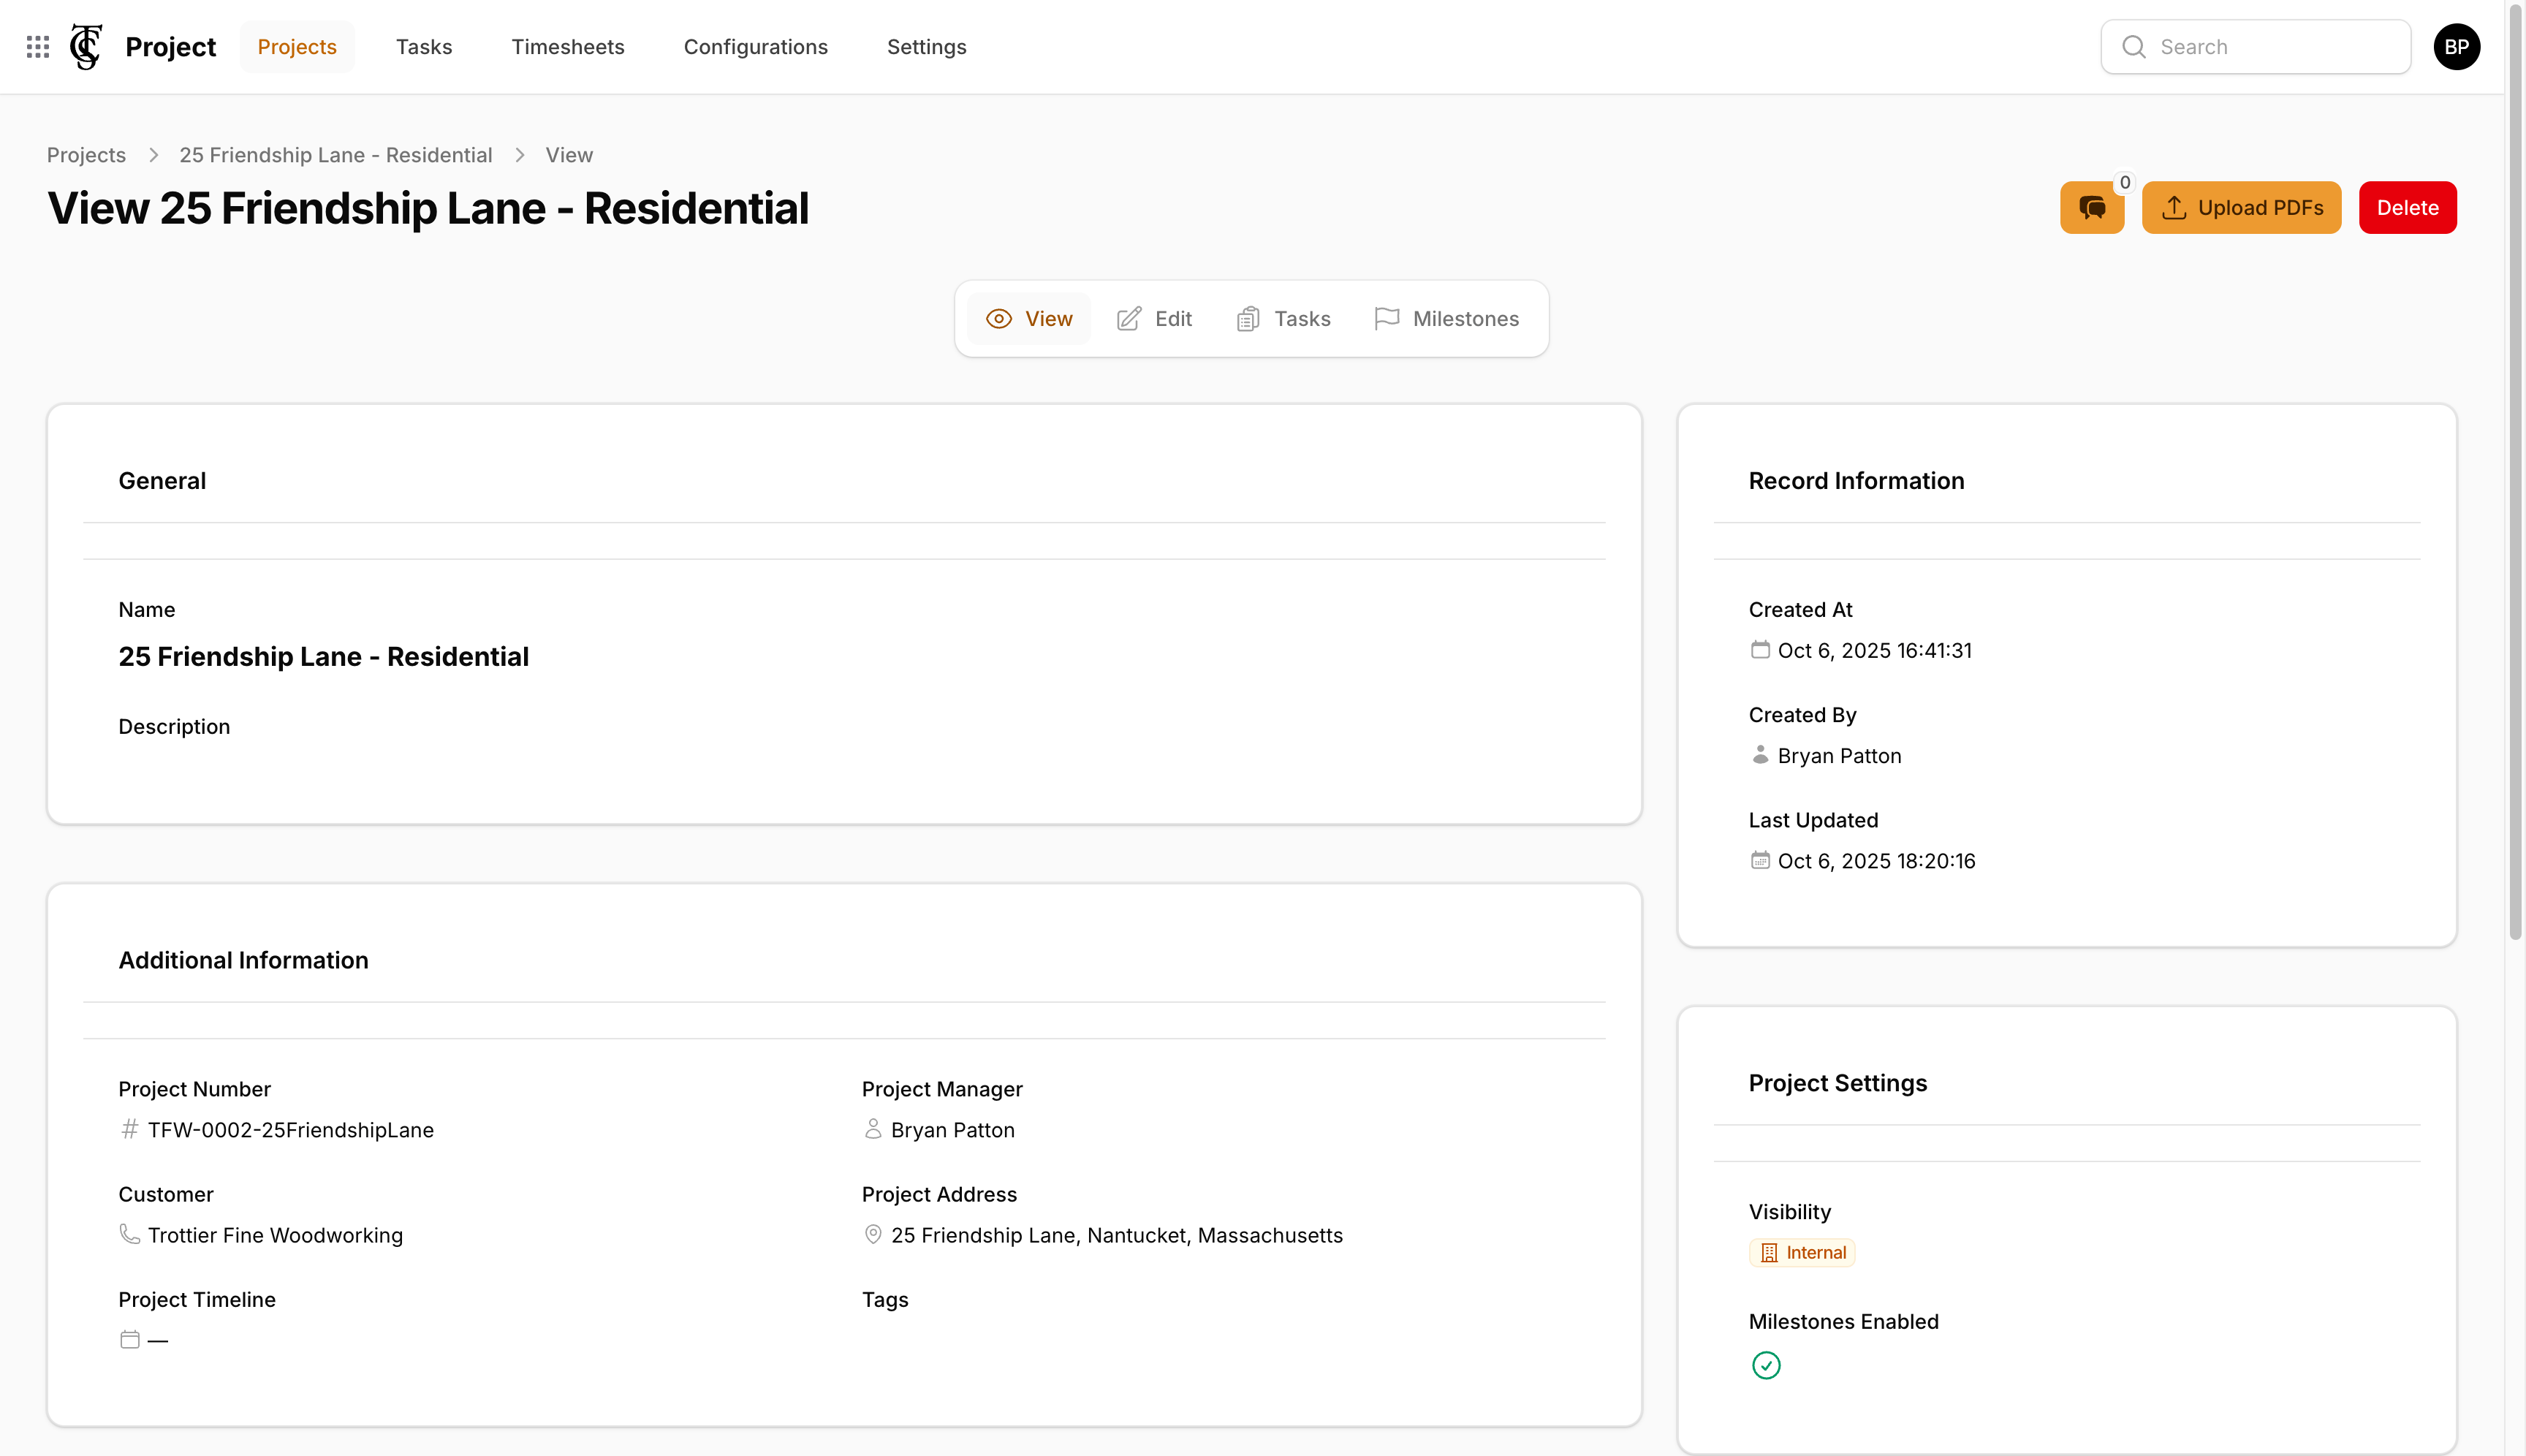 Project
Projects
Tasks
Timesheets
Configurations
Settings
Search
BP
Projects > 25 Friendship Lane - Residential > View
View 25 Friendship Lane - Residential
0
Upload PDFs
Delete
View
Edit
Tasks
Milestones
General
Name
25 Friendship Lane - Residential
Description
Record Information
Created At
Oct 6, 2025 16:41:31
Created By
Bryan Patton
Last Updated
Oct 6, 2025 18:20:16
Additional Information
Project Number
# TFW-0002-25FriendshipLane
Project Manager
Bryan Patton
Customer
Trottier Fine Woodworking
Project Address
25 Friendship Lane, Nantucket, Massachusetts
Project Timeline
—
Tags
Project Settings
Visibility
Internal
Milestones Enabled